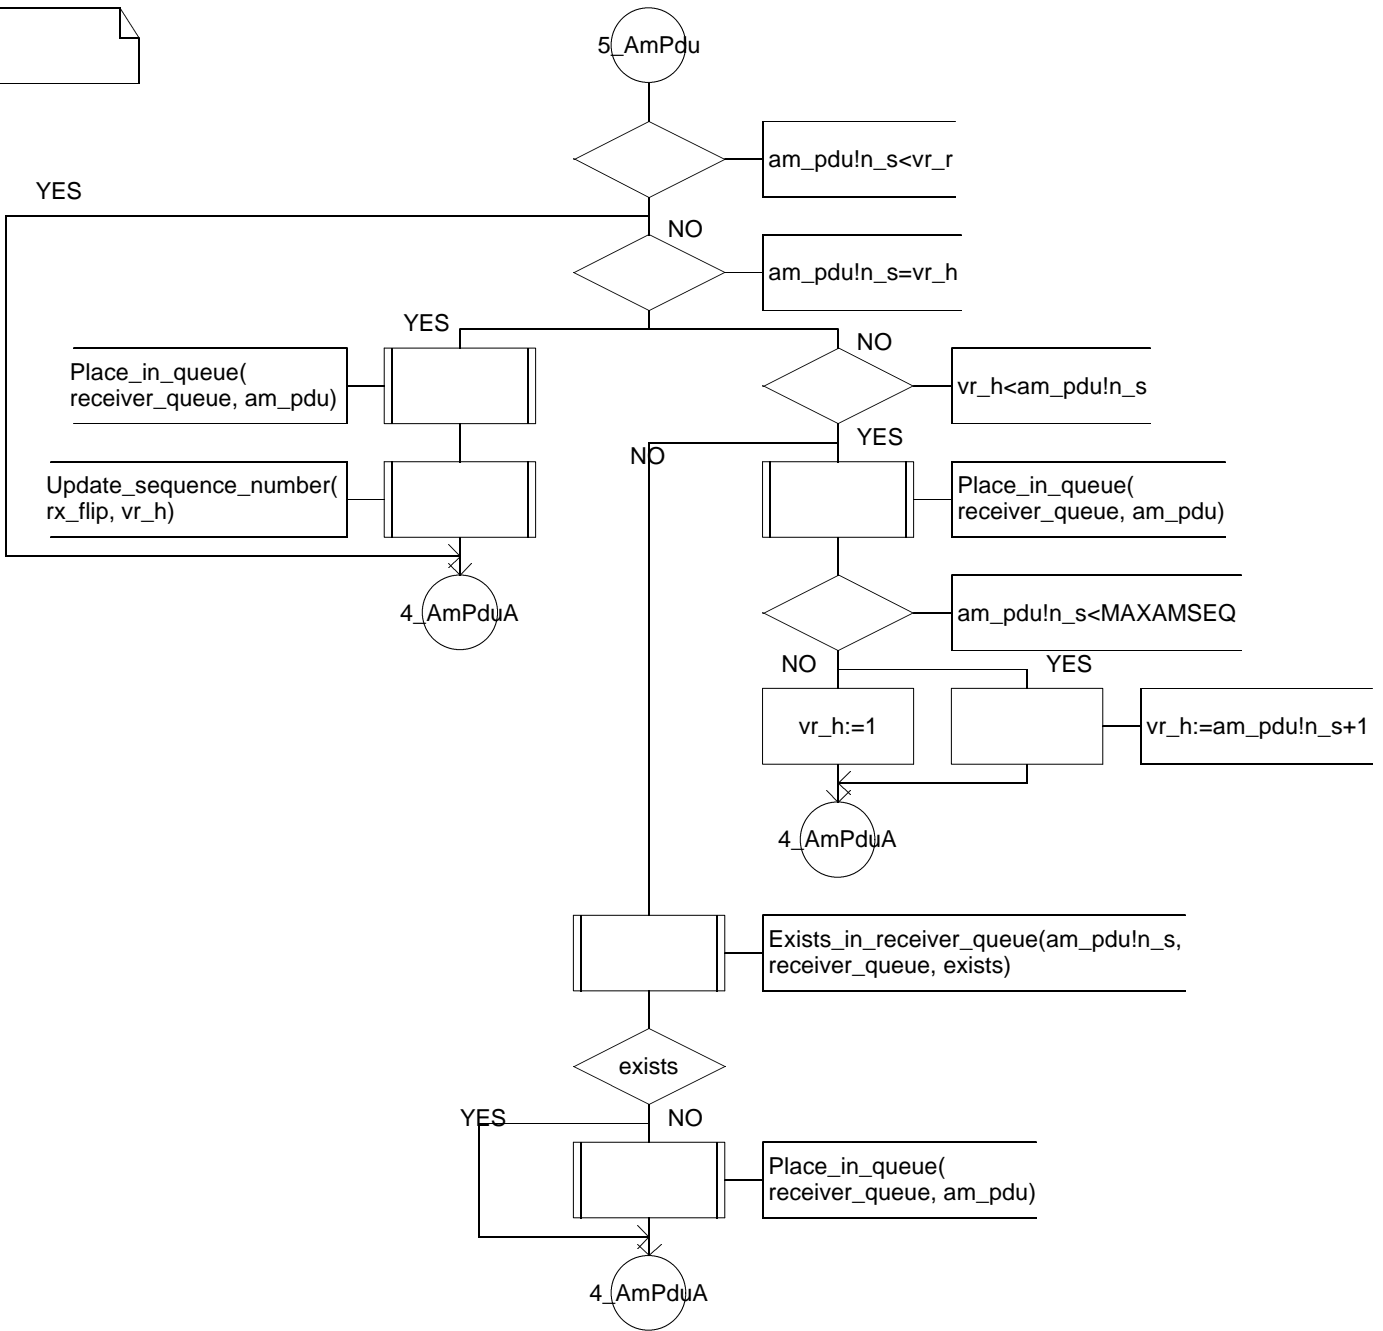 5_AmPdu
am_pdu!n_s<vr_r
YES
NO
am_pdu!n_s=vr_h
YES
NO
Place_in_queue(
receiver_queue, am_pdu)
vr_h<am_pdu!n_s
YES
NO
Update_sequence_number(
rx_flip, vr_h)
Place_in_queue(
receiver_queue, am_pdu)
4_AmPduA
am_pdu!n_s<MAXAMSEQ
NO
YES
vr_h:=1
vr_h:=am_pdu!n_s+1
4_AmPduA
Exists_in_receiver_queue(am_pdu!n_s,
receiver_queue, exists)
exists
YES
NO
Place_in_queue(
receiver_queue, am_pdu)
4_AmPduA